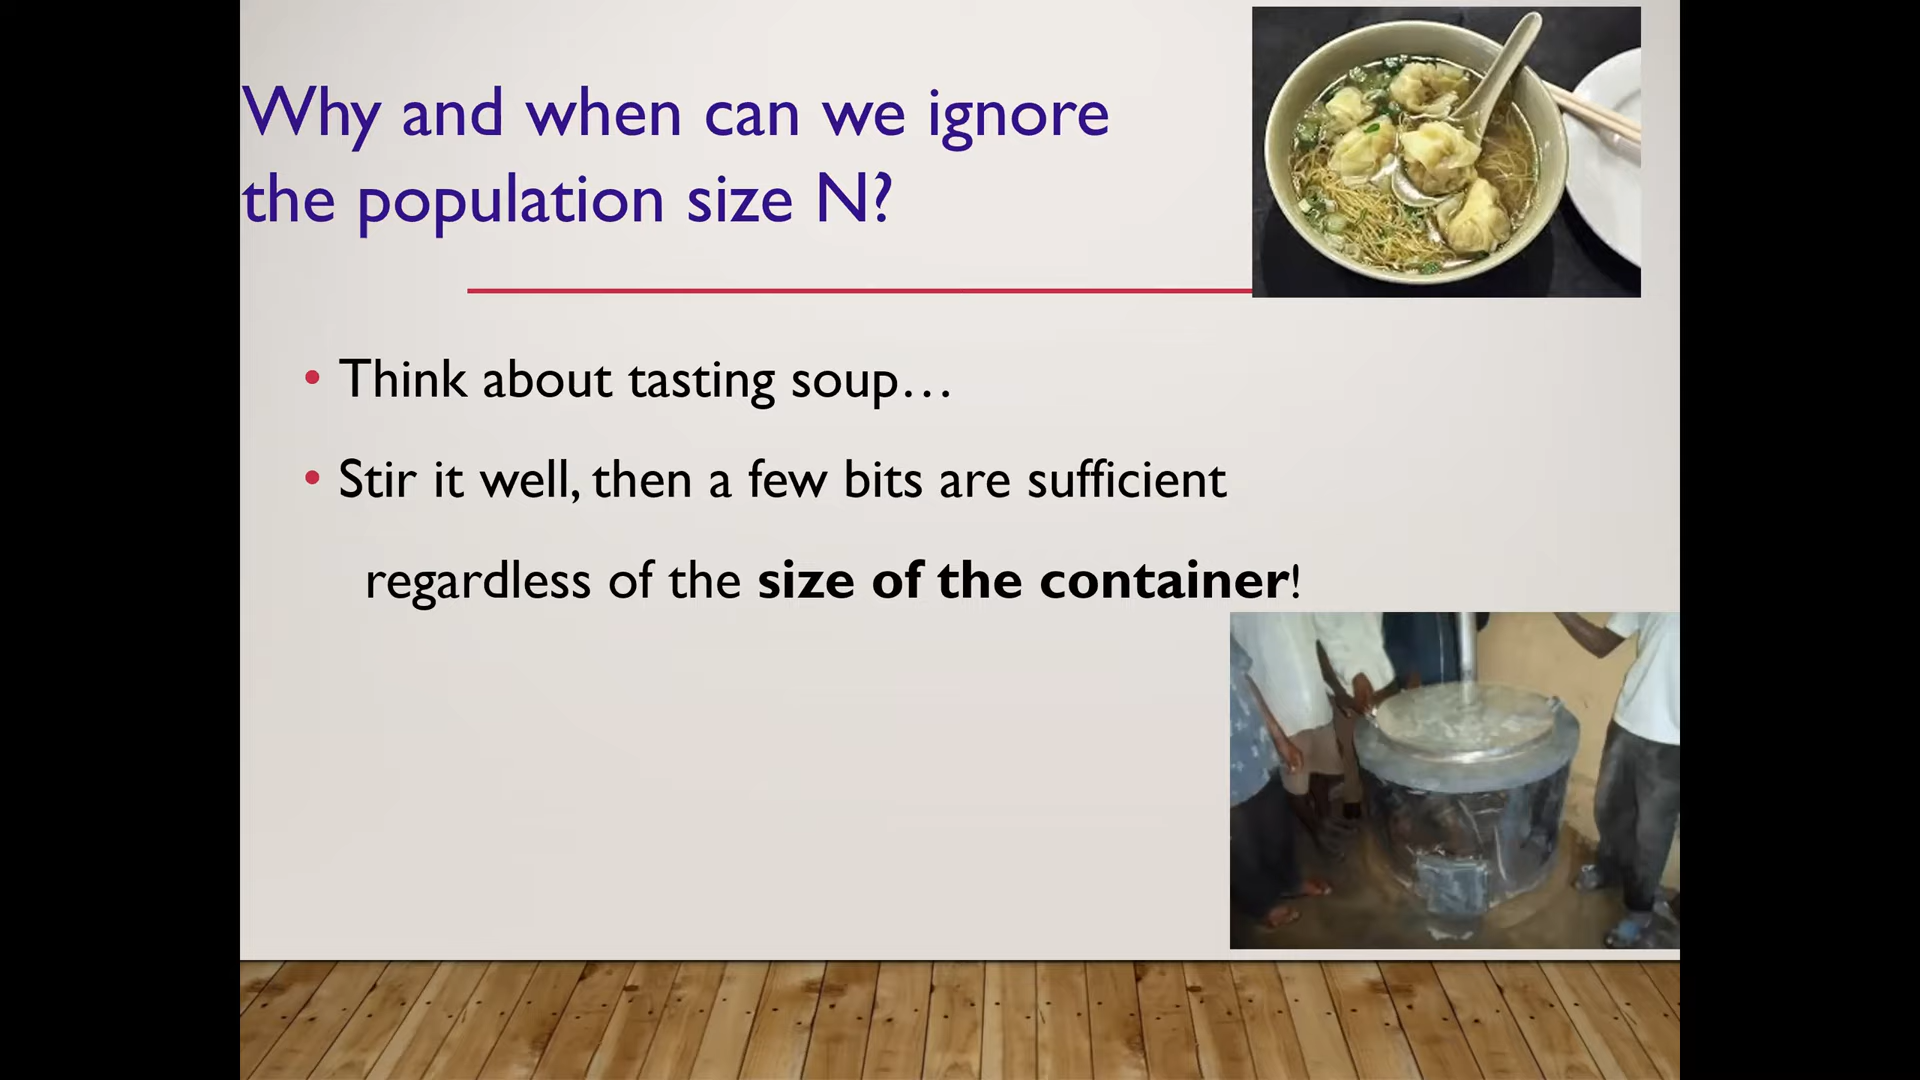 Why and when can we ignore
the population size N?
• Think about tasting soup…
• Stir it well, then a few bits are sufficient
regardless of the size of the container!